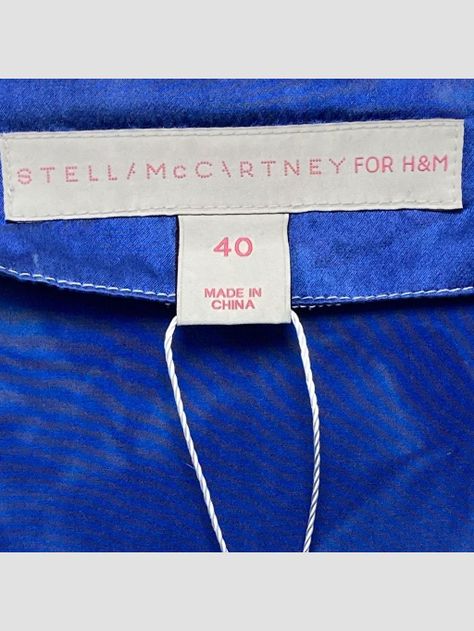 STELLA McCARTNEY FOR H&M
40
MADE IN
CHINA